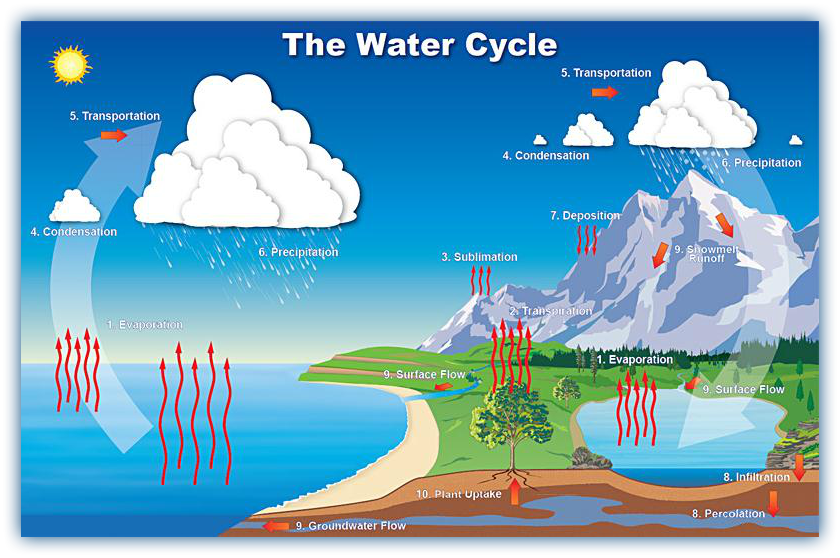 The Water Cycle
5. Transportation
5. Transportation
4. Condensation
6. Precipitation
7. Deposition
4. Condensation
6. Precipitation
9. Snowmelt
Runoff
3. Sublimation
2. Transpiration
1. Evaporation
1. Evaporation
9. Surface Flow
9. Surface Flow
8. Infiltration
10. Plant Uptake
8. Percolation
9. Groundwater Flow